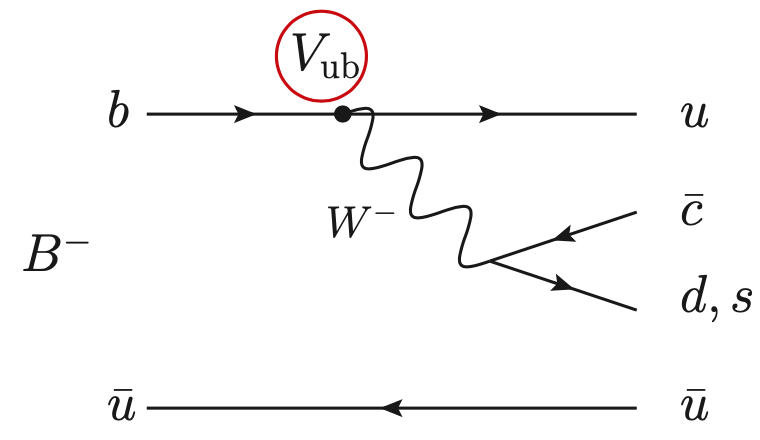 V_ub
b u
W⁻ c̄
B⁻ d, s
ū ū